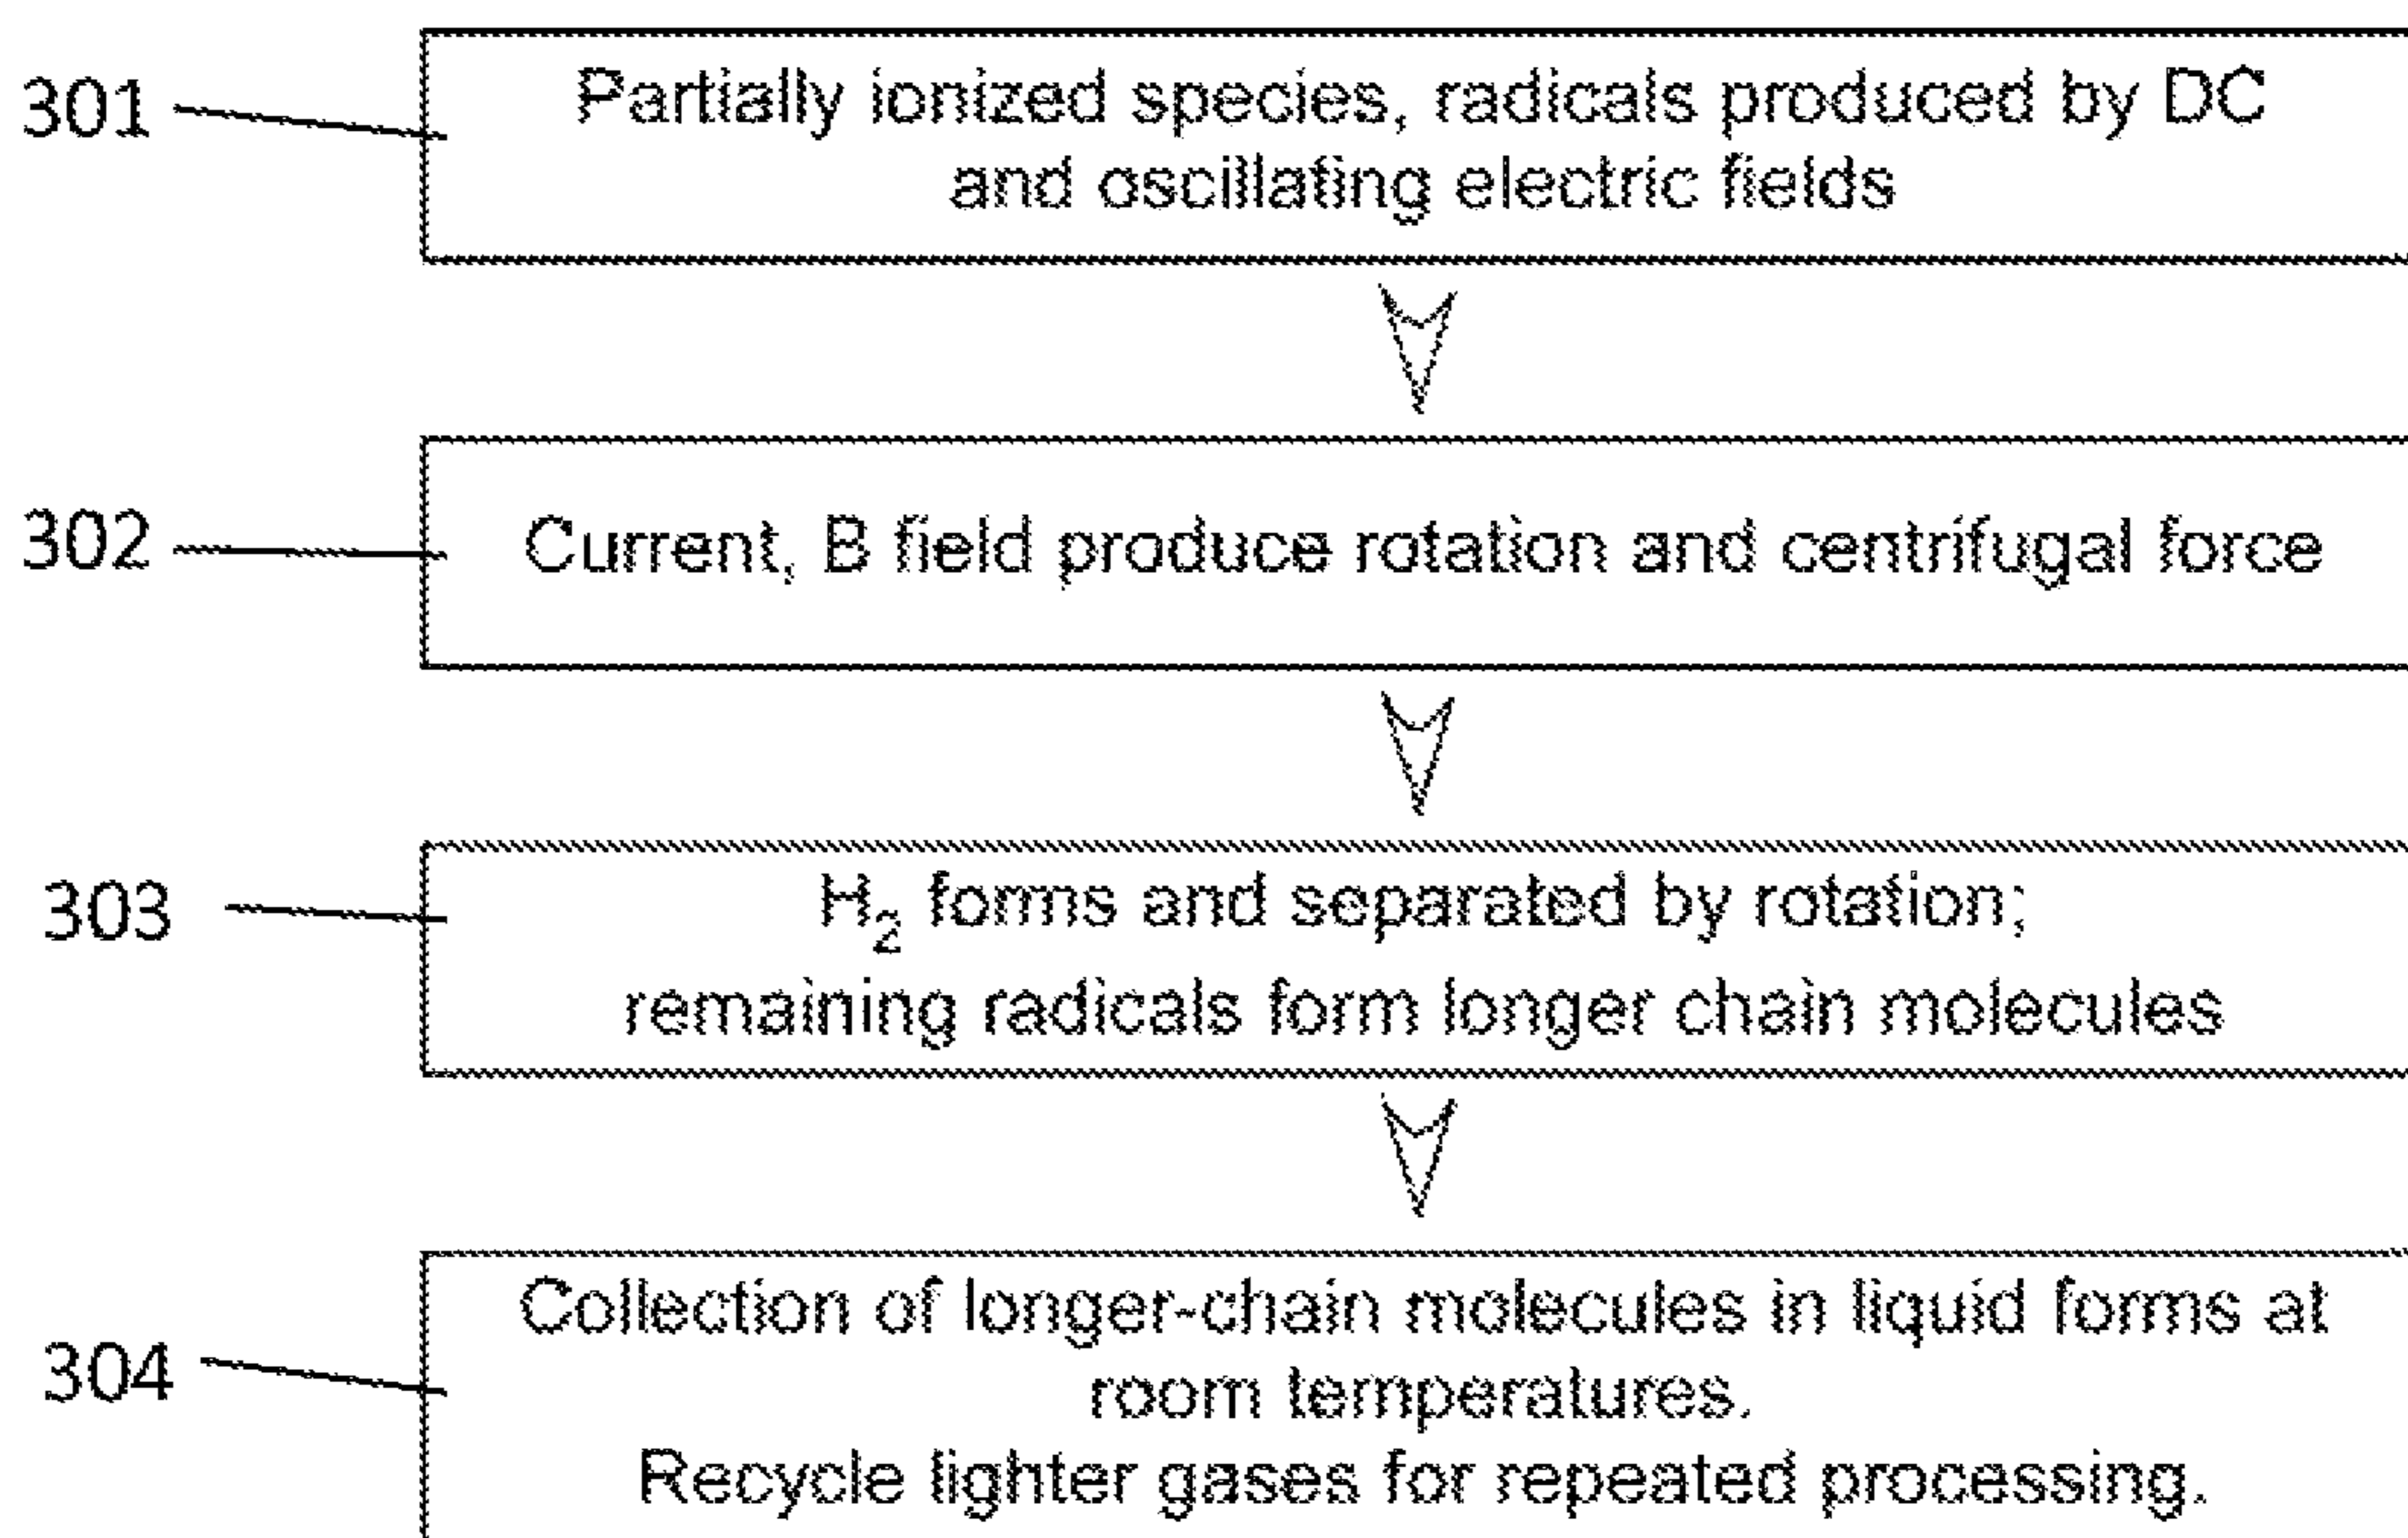 301
Partially ionized species, radicals produced by DC
and oscillating electric fields
302
Current, B field produce rotation and centrifugal force
303
H₂ forms and separated by rotation;
remaining radicals form longer chain molecules
304
Collection of longer-chain molecules in liquid forms at
room temperatures.
Recycle lighter gases for repeated processing.